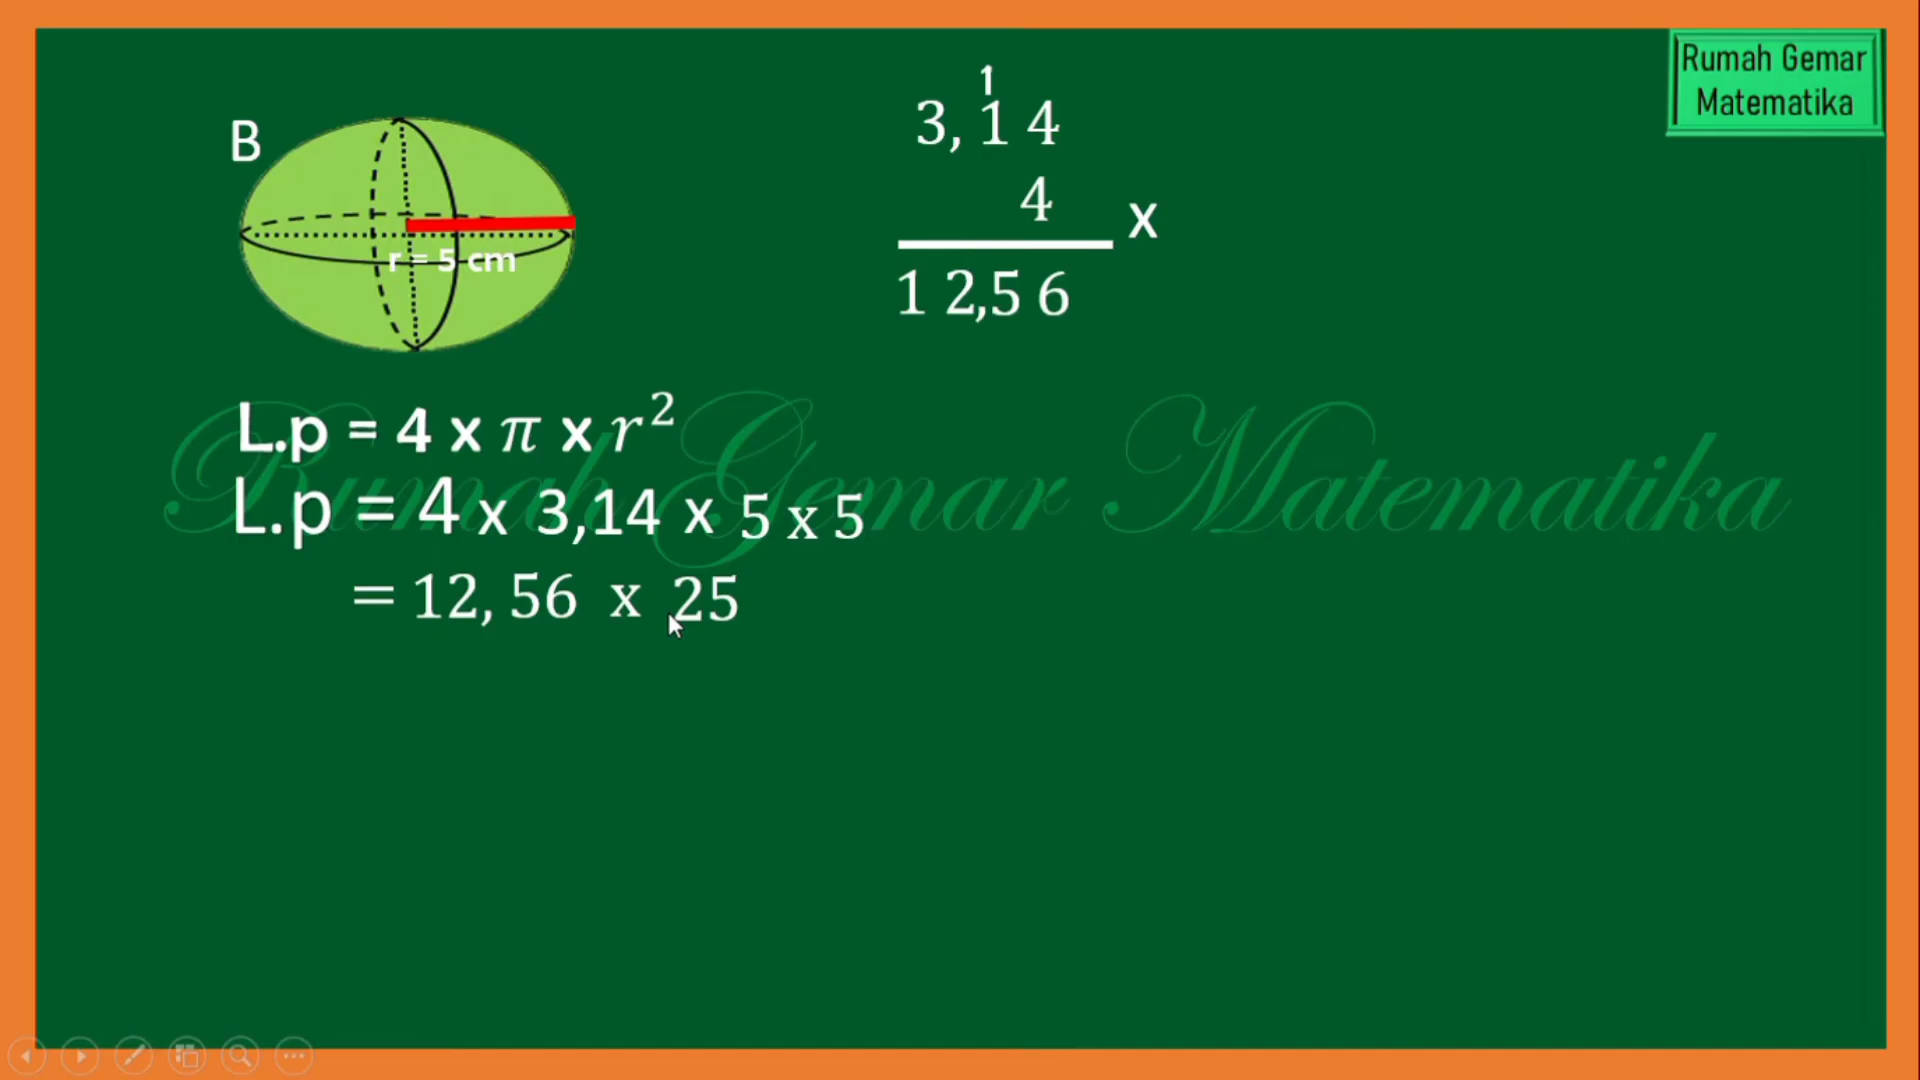 Rumah Gemar
Matematika
B
r = 5 cm
1
3, 1 4
4 x
1 2,5 6
L.p = 4 x π x r²
L.p = 4 x 3,14 x 5 x 5
= 12, 56 x 25
Rumah Gemar Matematika